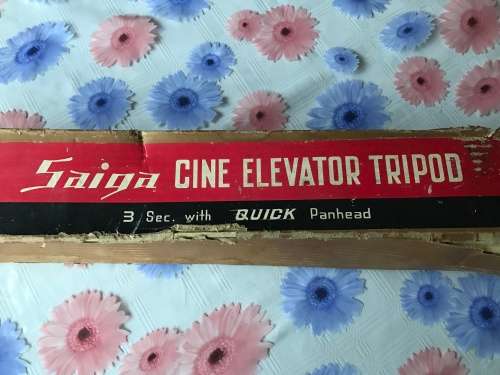 Saiga CINE ELEVATOR TRIPOD
3 Sec. with QUICK Panhead